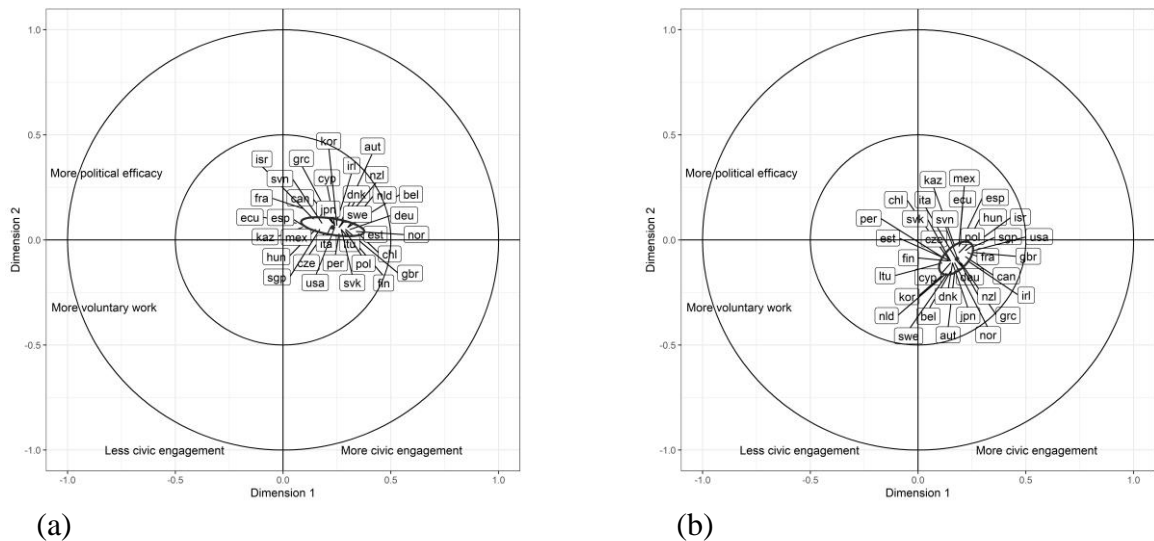 1.0
0.5
0.0
-0.5
-1.0
Dimension 2
More political efficacy
More voluntary work
Less civic engagement
More civic engagement
kor
aut
isr
grc
irl
svn
cyp
nzl
fra
can
dnk
nld
bel
jpn
swe
deu
ecu
esp
kaz
mex
ita
ltu
est
nor
hun
cze
per
pol
chl
sgp
usa
svk
fin
gbr
-1.0
-0.5
0.0
0.5
1.0
Dimension 1
(a)
1.0
0.5
0.0
-0.5
-1.0
Dimension 2
More political efficacy
More voluntary work
Less civic engagement
More civic engagement
kaz
mex
chl
ita
ecu
esp
per
svk
svn
hun
isr
est
cze
pol
sgp
usa
fin
fra
gbr
ltu
cyp
deu
can
kor
dnk
nzl
irl
nld
bel
jpn
grc
swe
aut
nor
-1.0
-0.5
0.0
0.5
1.0
Dimension 1
(b)